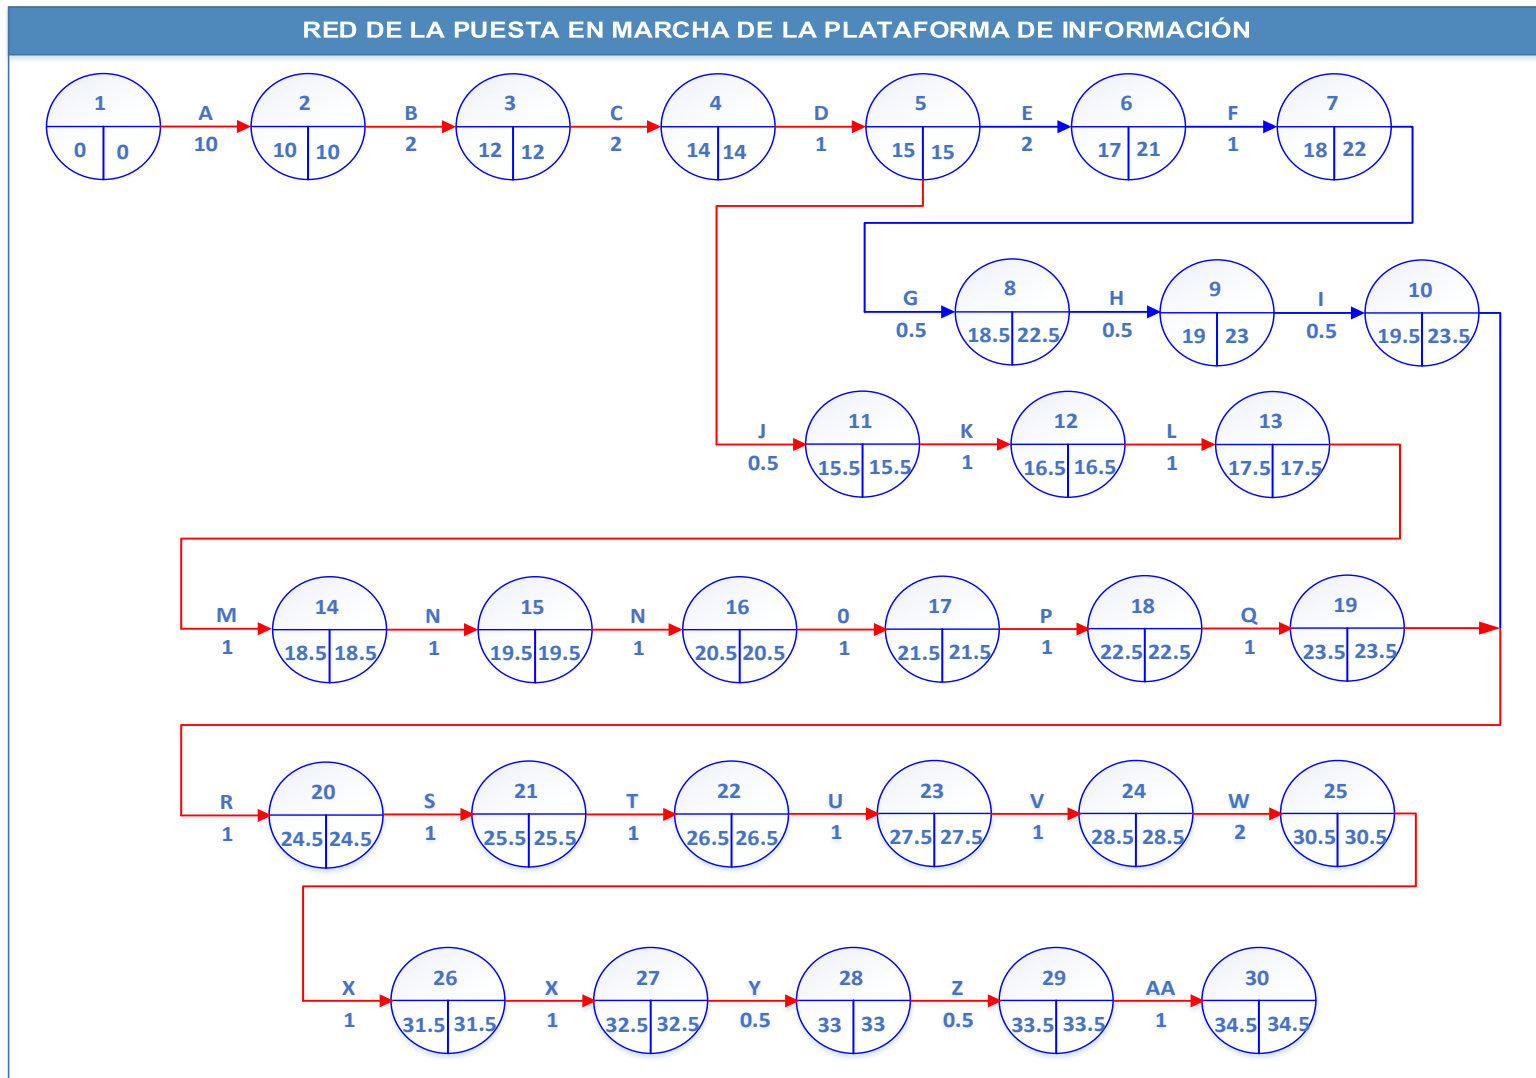 RED DE LA PUESTA EN MARCHA DE LA PLATAFORMA DE INFORMACIÓN
1 A 2 B 3 C 4 D 5 E 6 F 7
0 0 10 10 10 2 12 12 2 14 14 1 15 15 2 17 21 1 18 22
G 8 H 9 I 10
0.5 18.5 22.5 0.5 19 23 0.5 19.5 23.5
J 11 K 12 L 13
0.5 15.5 15.5 1 16.5 16.5 1 17.5 17.5
M 14 N 15 N 16 0 17 P 18 Q 19
1 18.5 18.5 1 19.5 19.5 1 20.5 20.5 1 21.5 21.5 1 22.5 22.5 1 23.5 23.5
R 20 S 21 T 22 U 23 V 24 W 25
1 24.5 24.5 1 25.5 25.5 1 26.5 26.5 1 27.5 27.5 1 28.5 28.5 2 30.5 30.5
X 26 X 27 Y 28 Z 29 AA 30
1 31.5 31.5 1 32.5 32.5 0.5 33 33 0.5 33.5 33.5 1 34.5 34.5